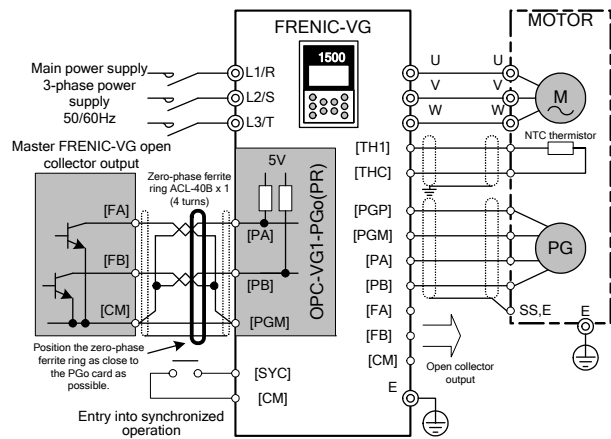 FRENIC-VG
MOTOR
1500
Main power supply
3-phase power
supply
50/60Hz
L1/R
L2/S
L3/T
U
V
W
U
V
W
M
Master FRENIC-VG open
collector output
Zero-phase ferrite
ring ACL-40B x 1
(4 turns)
5V
[FA]
[FB]
[CM]
[PA]
[PB]
[PGM]
OPC-VG1-PGo(PR)
[TH1]
[THC]
NTC thermistor
[PGP]
[PGM]
[PA]
[PB]
[FA]
[FB]
[CM]
PG
SS,E
E
Open collector
output
Position the zero-phase
ferrite ring as close to
the PGo card as
possible.
[SYC]
[CM]
E
Entry into synchronized
operation